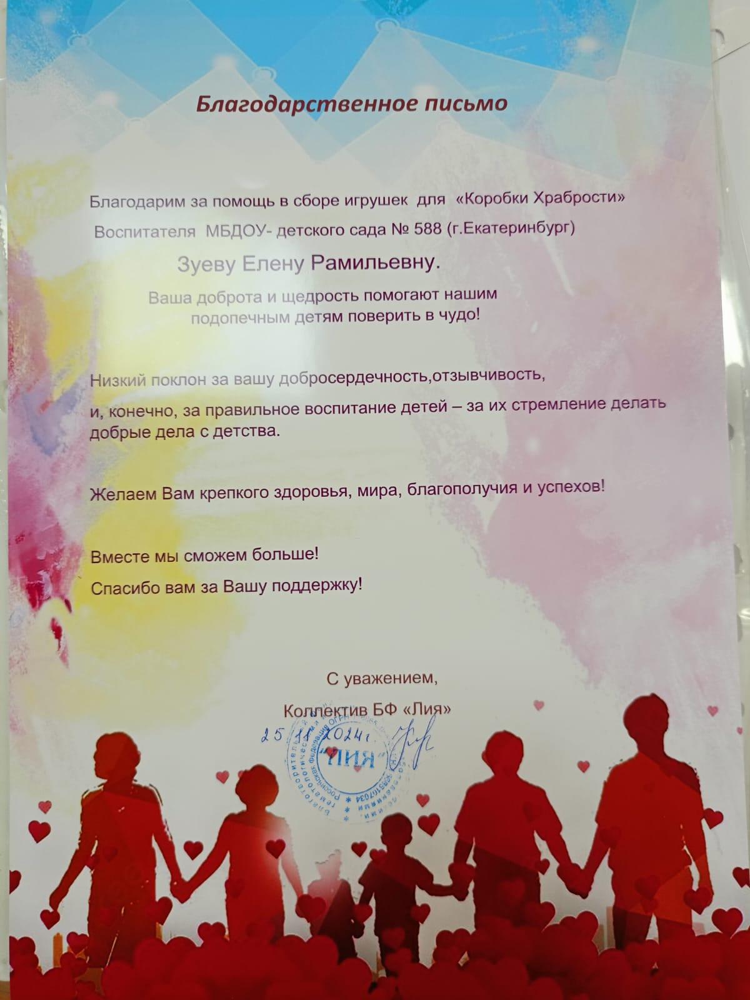 Благодарственное письмо
Благодарим за помощь в сборе игрушек для «Коробки Храбрости»
Воспитателя МБДОУ- детского сада № 588 (г.Екатеринбург)
Зуеву Елену Рамильевну.
Ваша доброта и щедрость помогают нашим
подопечным детям поверить в чудо!
Низкий поклон за вашу добросердечность,отзывчивость,
и, конечно, за правильное воспитание детей – за их стремление делать
добрые дела с детства.
Желаем Вам крепкого здоровья, мира, благополучия и успехов!
Вместе мы сможем больше!
Спасибо вам за Вашу поддержку!
С уважением,
Коллектив БФ «Лия»
25 11 2024г.
"ЛИЯ"
Российская Федерация ОГРН